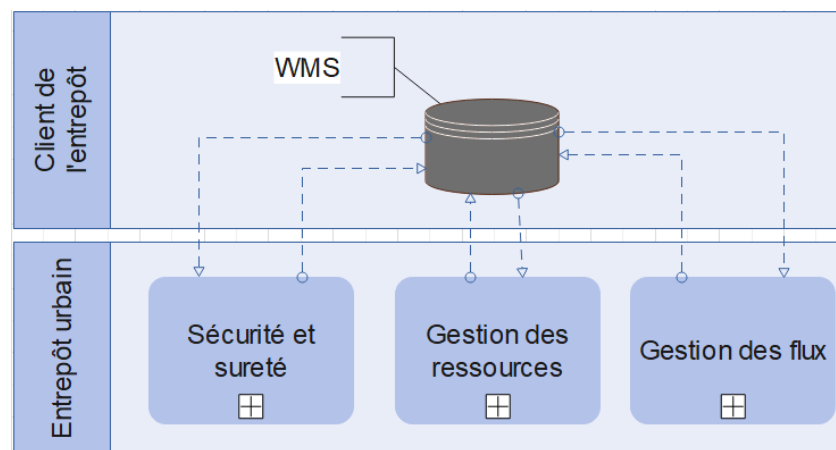 Client de
l'entrepôt
WMS
Entrepôt urbain
Sécurité et
sureté
Gestion des
ressources
Gestion des flux